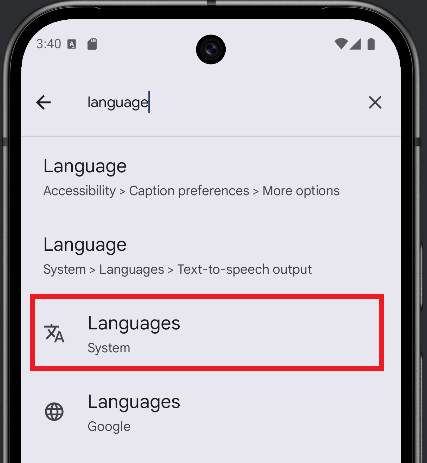 3:40
language
Language
Accessibility > Caption preferences > More options
Language
System > Languages > Text-to-speech output
Languages
System
Languages
Google